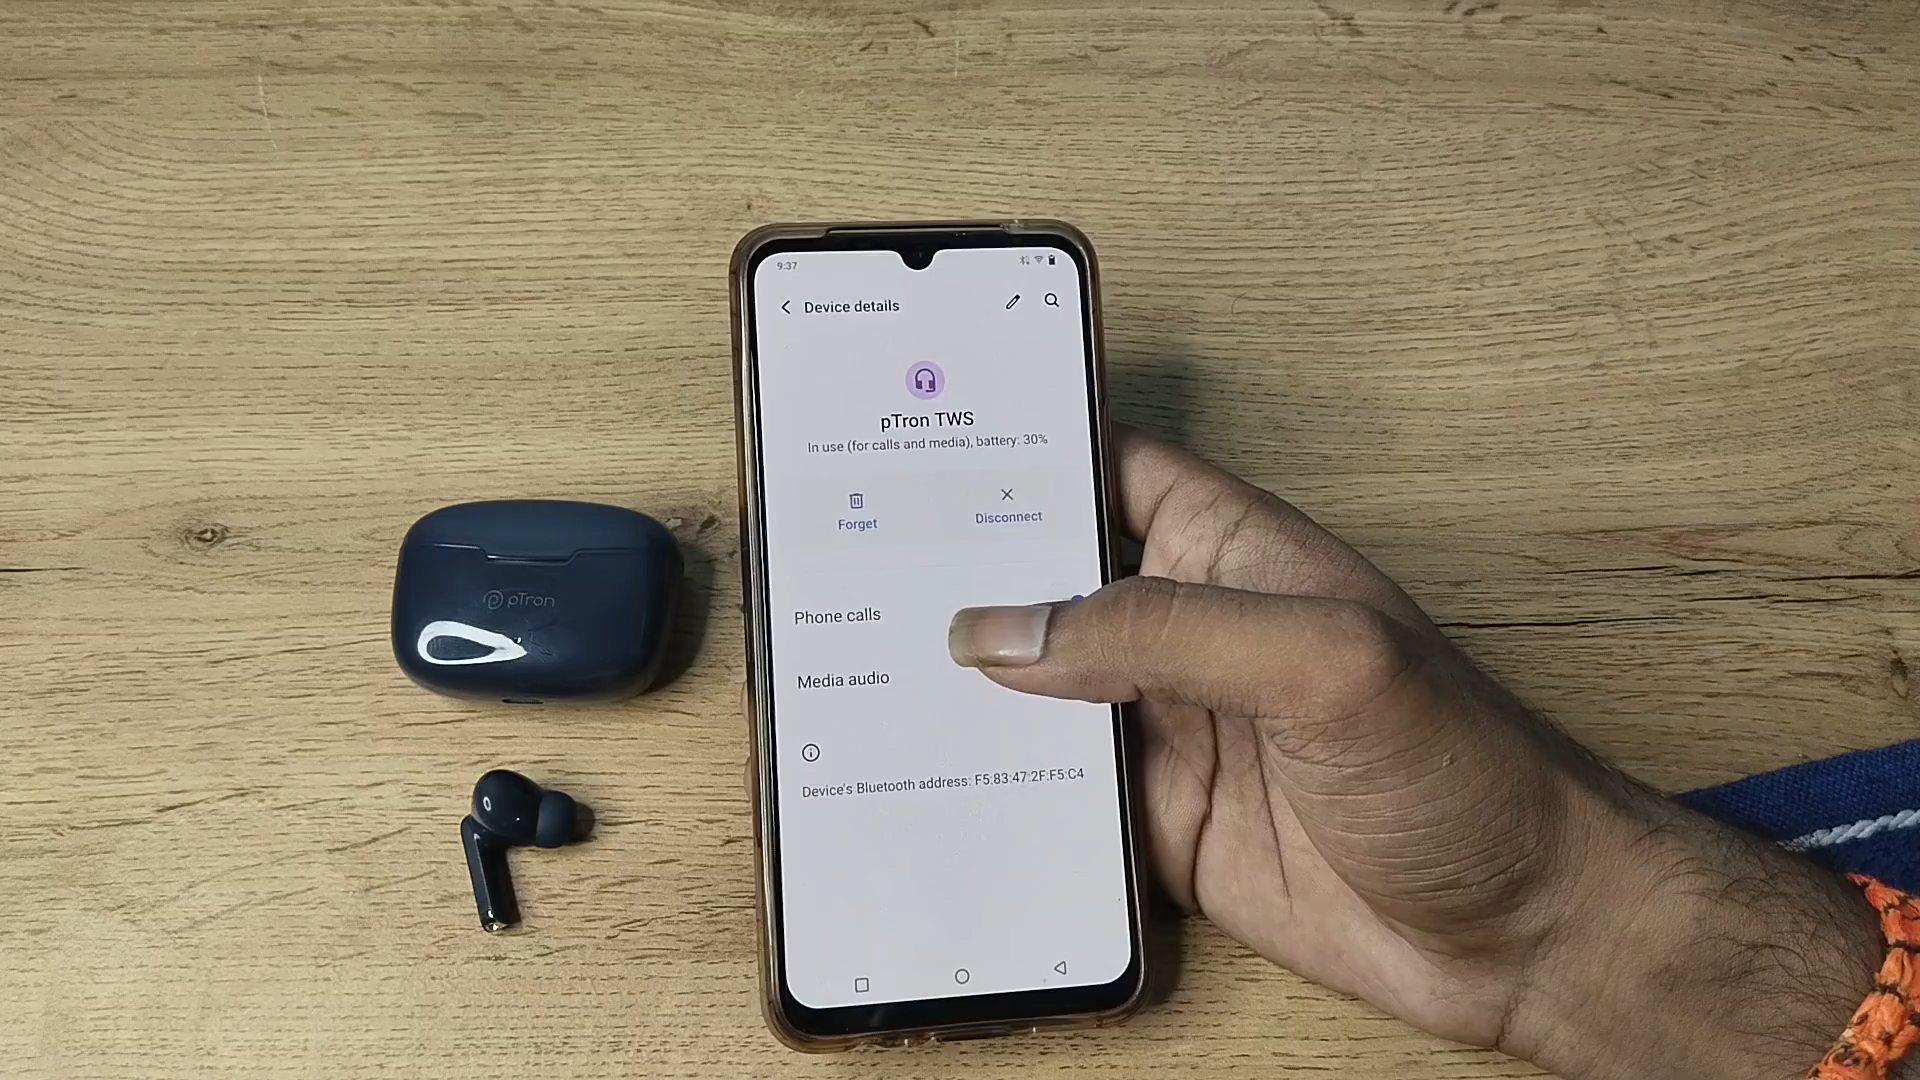 9:37
Device details
pTron TWS
In use (for calls and media), battery: 30%
Forget
Disconnect
Phone calls
Media audio
Device's Bluetooth address: F5:83:47:2F:F5:C4
pTron